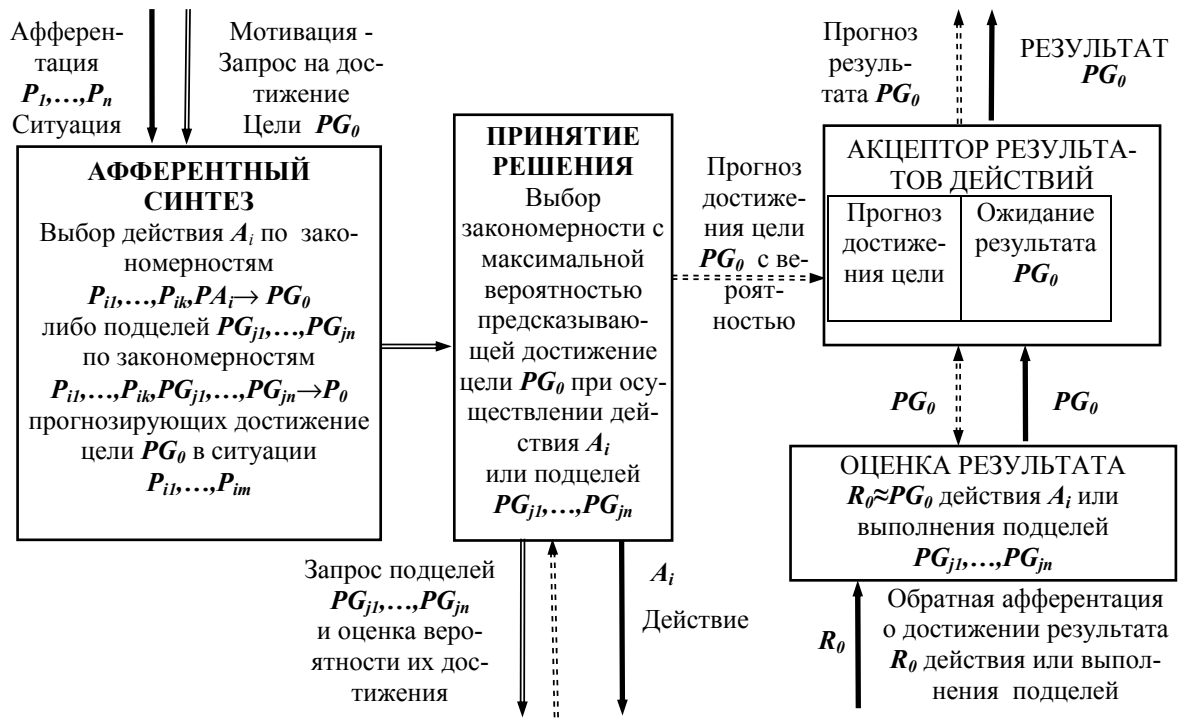 Афферен-
тация
P1,…,Pn
Ситуация
Мотивация -
Запрос на дос-
тижение
Цели PG0
АФФЕРЕНТНЫЙ
СИНТЕЗ
Выбор действия Ai по зако-
номерностям
Pi1,…,Pik,PAi→ PG0
либо подцелей PGj1,…,PGjn
по закономерностям
Pi1,…,Pik,PGj1,…,PGjn→P0
прогнозирующих достижение
цели PG0 в ситуации
Pi1,…,Pim
ПРИНЯТИЕ
РЕШЕНИЯ
Выбор
закономерности с
максимальной
вероятностью
предсказываю-
щей достижение
цели PG0 при осу-
ществлении дей-
ствия Ai
или подцелей
PGj1,…,PGjn
Запрос подцелей
PGj1,…,PGjn
и оценка веро-
ятности их дос-
тижения
Ai
Действие
Прогноз
достиже-
ния цели
PG0 с ве-
роят-
ностью
Прогноз
резуль-
тата PG0
РЕЗУЛЬТАТ
PG0
АКЦЕПТОР РЕЗУЛЬТА-
ТОВ ДЕЙСТВИЙ
Прогноз
достиже-
ния цели
Ожидание
результата
PG0
PG0
PG0
ОЦЕНКА РЕЗУЛЬТАТА
R0≈PG0 действия Ai или
выполнения подцелей
PGj1,…,PGjn
R0
Обратная афферентация
о достижении результата
R0 действия или выпол-
нения подцелей